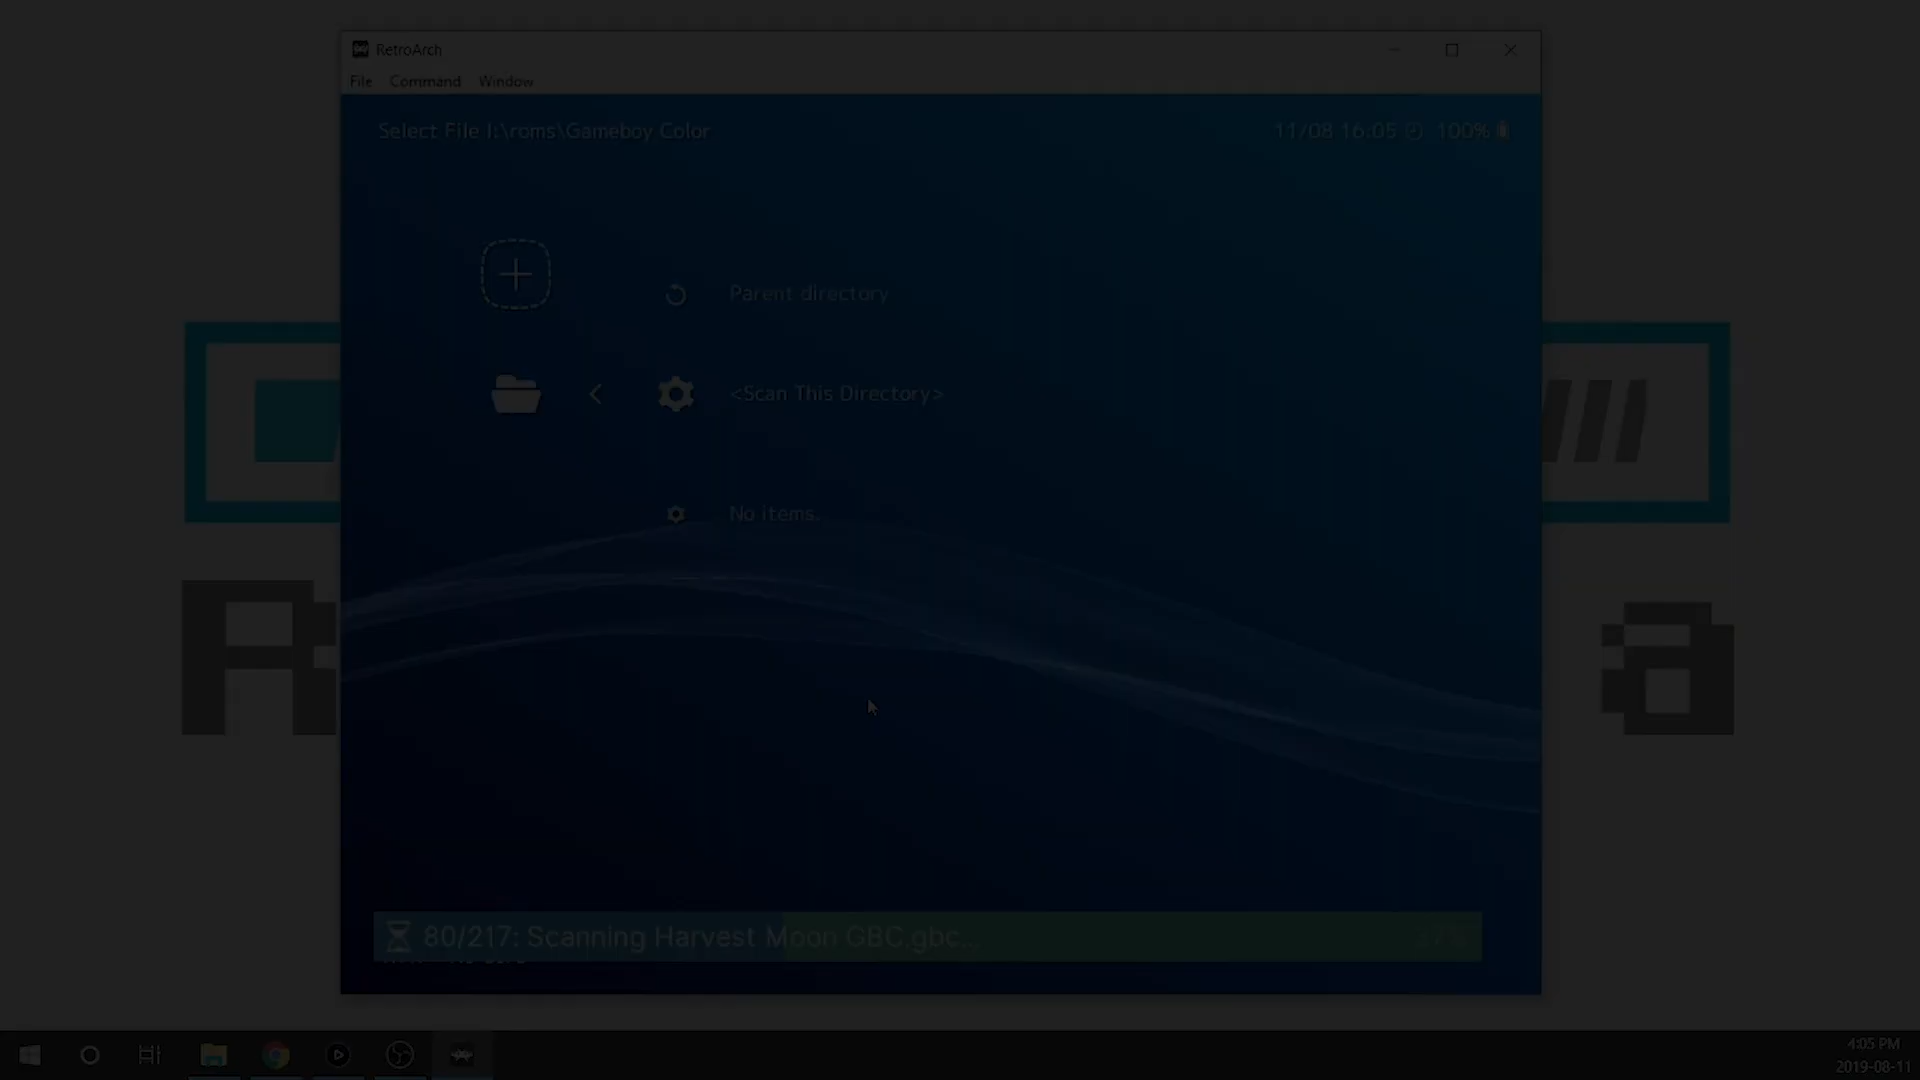 RetroArch
File Command Window
Select File I:\roms\Gameboy Color
11/08 16:05 100%
Parent directory
<Scan This Directory>
No items.
80/217: Scanning Harvest Moon GBC.gbc...
R
a
4:05 PM
2019-08-11